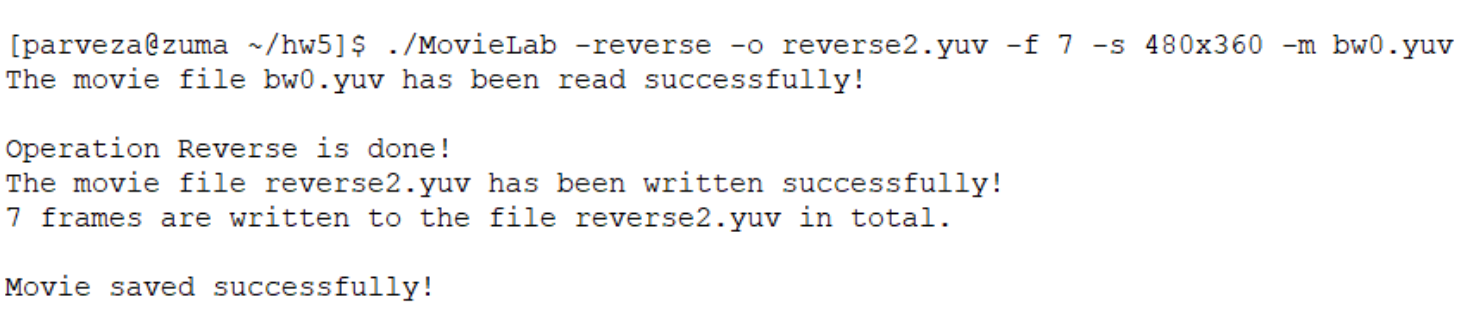 [parveza@zuma ~/hw5]$ ./MovieLab -reverse -o reverse2.yuv -f 7 -s 480x360 -m bw0.yuv
The movie file bw0.yuv has been read successfully!
Operation Reverse is done!
The movie file reverse2.yuv has been written successfully!
7 frames are written to the file reverse2.yuv in total.
Movie saved successfully!